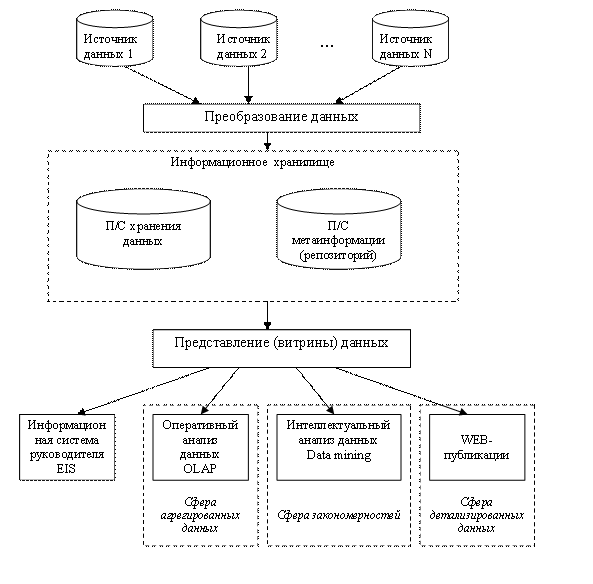 Источник
данных 1
Источник
данных 2
...
Источник
данных N
Преобразование данных
Информационное хранилище
П/С хранения
данных
П/С
метаинформации
(репозиторий)
Представление (витрины) данных
Информацион
ная система
руководителя
EIS
Оперативный
анализ
данных
OLAP
Интеллектуальный
анализ данных
Data mining
WEB-
публикации
Сфера
агрегированных
данных
Сфера закономерностей
Сфера
детализированных
данных